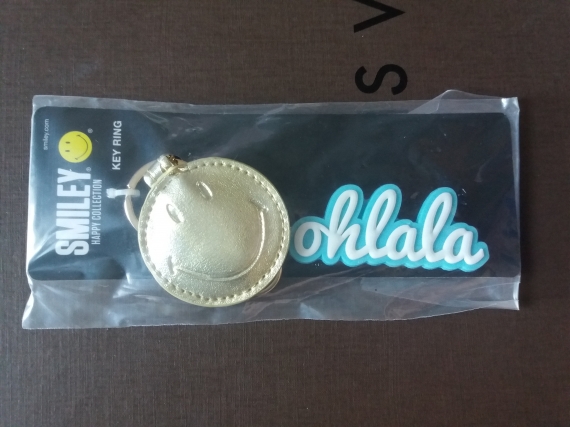 smiley.com
SMILEY®
HAPPY COLLECTION
KEY RING
ohlala
S V